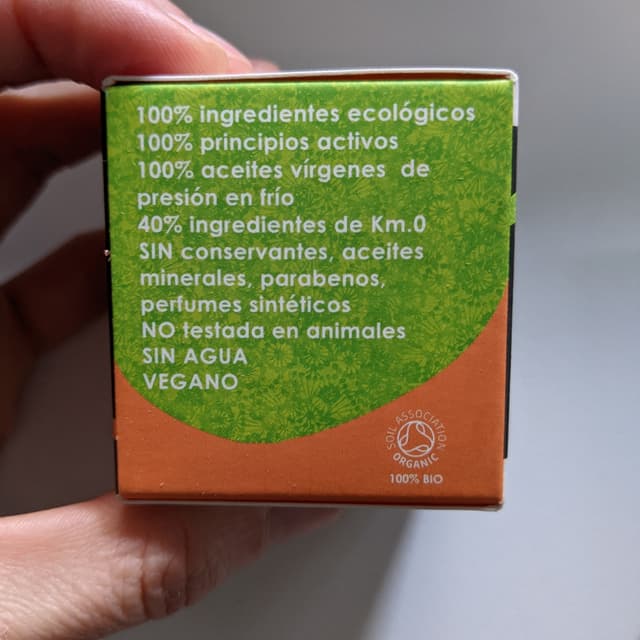 100% ingredientes ecológicos
100% principios activos
100% aceites vírgenes de
presión en frío
40% ingredientes de Km.0
SIN conservantes, aceites
minerales, parabenos,
perfumes sintéticos
NO testada en animales
SIN AGUA
VEGANO
SOIL ASSOCIATION
ORGANIC
100% BIO